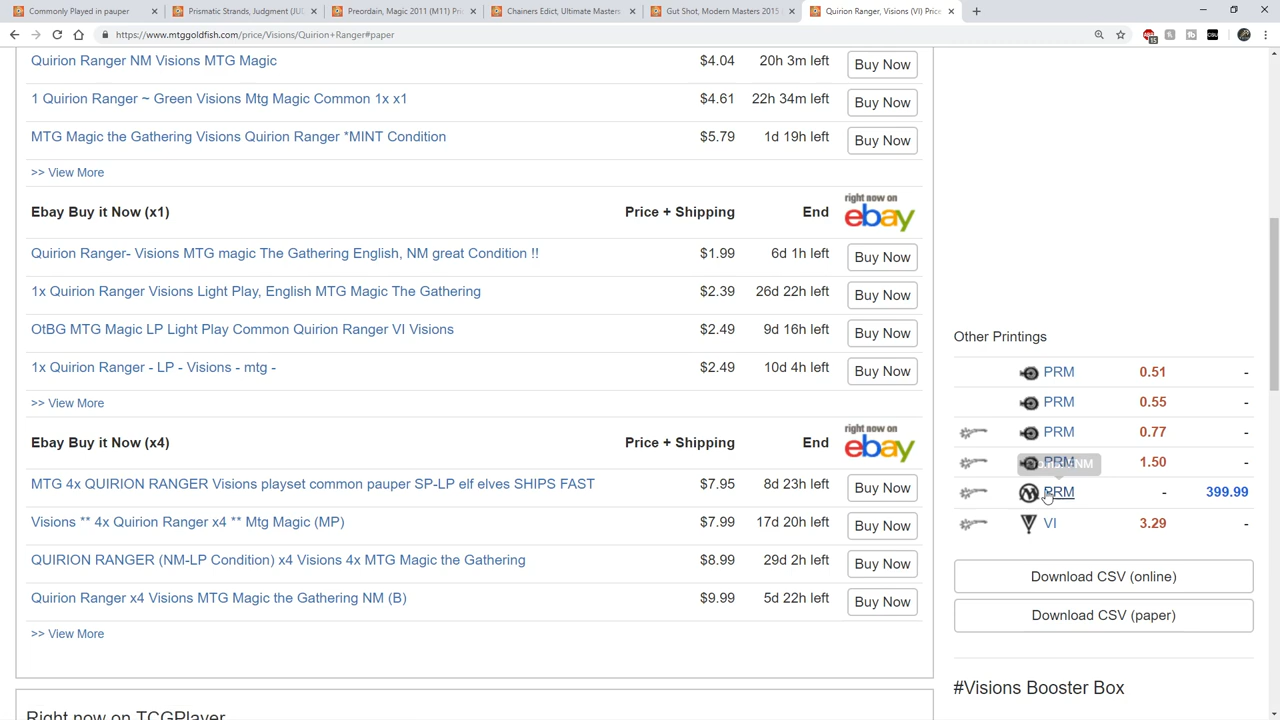 Commonly Played in pauper
Prismatic Strands, Judgment (JUD
Preordain, Magic 2011 (M11) Pri
Chainers Edict, Ultimate Masters
Gut Shot, Modern Masters 2015
Quirion Ranger, Visions (VI) Price
https://www.mtggoldfish.com/price/Visions/Quirion+Ranger#paper
15
CSU
Quirion Ranger NM Visions MTG Magic $4.04 20h 3m left Buy Now
1 Quirion Ranger ~ Green Visions Mtg Magic Common 1x x1 $4.61 22h 34m left Buy Now
MTG Magic the Gathering Visions Quirion Ranger *MINT Condition $5.79 1d 19h left Buy Now
>> View More
Ebay Buy it Now (x1) Price + Shipping End right now on ebay
Quirion Ranger- Visions MTG magic The Gathering English, NM great Condition !! $1.99 6d 1h left Buy Now
1x Quirion Ranger Visions Light Play, English MTG Magic The Gathering $2.39 26d 22h left Buy Now
OtBG MTG Magic LP Light Play Common Quirion Ranger VI Visions $2.49 9d 16h left Buy Now
1x Quirion Ranger - LP - Visions - mtg - $2.49 10d 4h left Buy Now
>> View More
Ebay Buy it Now (x4) Price + Shipping End right now on ebay
MTG 4x QUIRION RANGER Visions playset common pauper SP-LP elf elves SHIPS FAST $7.95 8d 23h left Buy Now
Visions ** 4x Quirion Ranger x4 ** Mtg Magic (MP) $7.99 17d 20h left Buy Now
QUIRION RANGER (NM-LP Condition) x4 Visions 4x MTG Magic the Gathering $8.99 29d 2h left Buy Now
Quirion Ranger x4 Visions MTG Magic the Gathering NM (B) $9.99 5d 22h left Buy Now
>> View More
Right now on TCGPlayer
Other Printings
PRM 0.51 -
PRM 0.55 -
PRM 0.77 -
PRM 1.50 -
PRM - 399.99
VI 3.29 -
Download CSV (online)
Download CSV (paper)
#Visions Booster Box